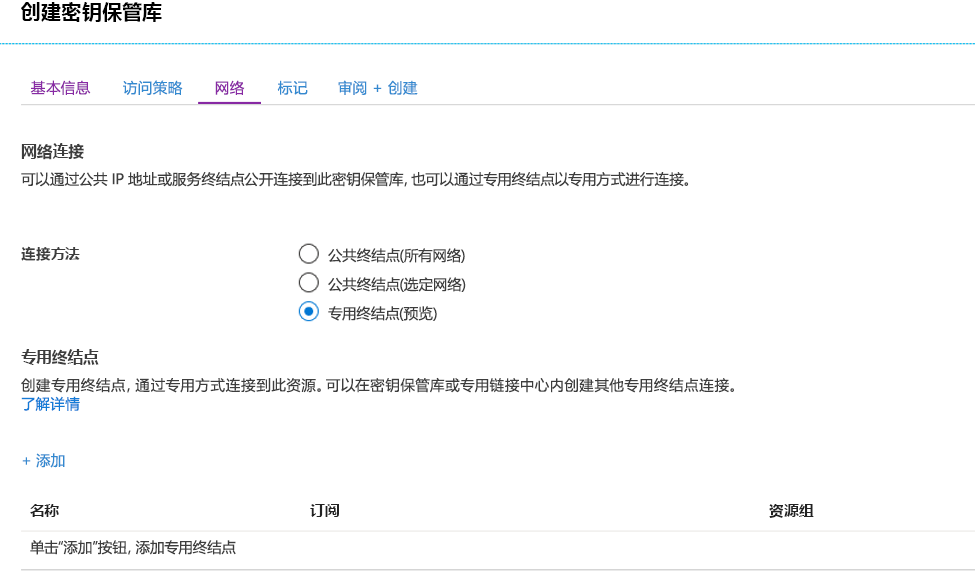 创建密钥保管库
基本信息 访问策略 网络 标记 审阅 + 创建
网络连接
可以通过公共 IP 地址或服务终结点公开连接到此密钥保管库, 也可以通过专用终结点以专用方式进行连接。
连接方法
公共终结点(所有网络)
公共终结点(选定网络)
专用终结点(预览)
专用终结点
创建专用终结点, 通过专用方式连接到此资源。可以在密钥保管库或专用链接中心内创建其他专用终结点连接。
了解详情
+ 添加
名称 订阅 资源组
单击“添加”按钮, 添加专用终结点